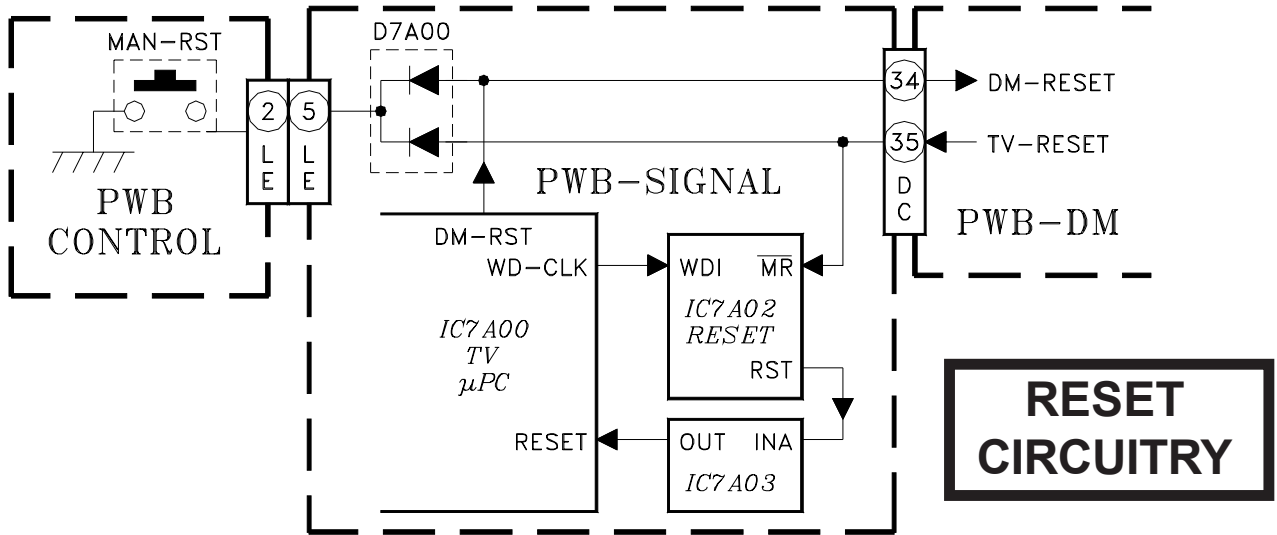 MAN-RST
2
L
E
PWB
CONTROL
5
L
E
D7A00
PWB-SIGNAL
DM-RST
WD-CLK
IC7A00
TV
µPC
RESET
WDI
MR
IC7A02
RESET
RST
OUT
INA
IC7A03
34
35
D
C
DM-RESET
TV-RESET
PWB-DM
RESET
CIRCUITRY